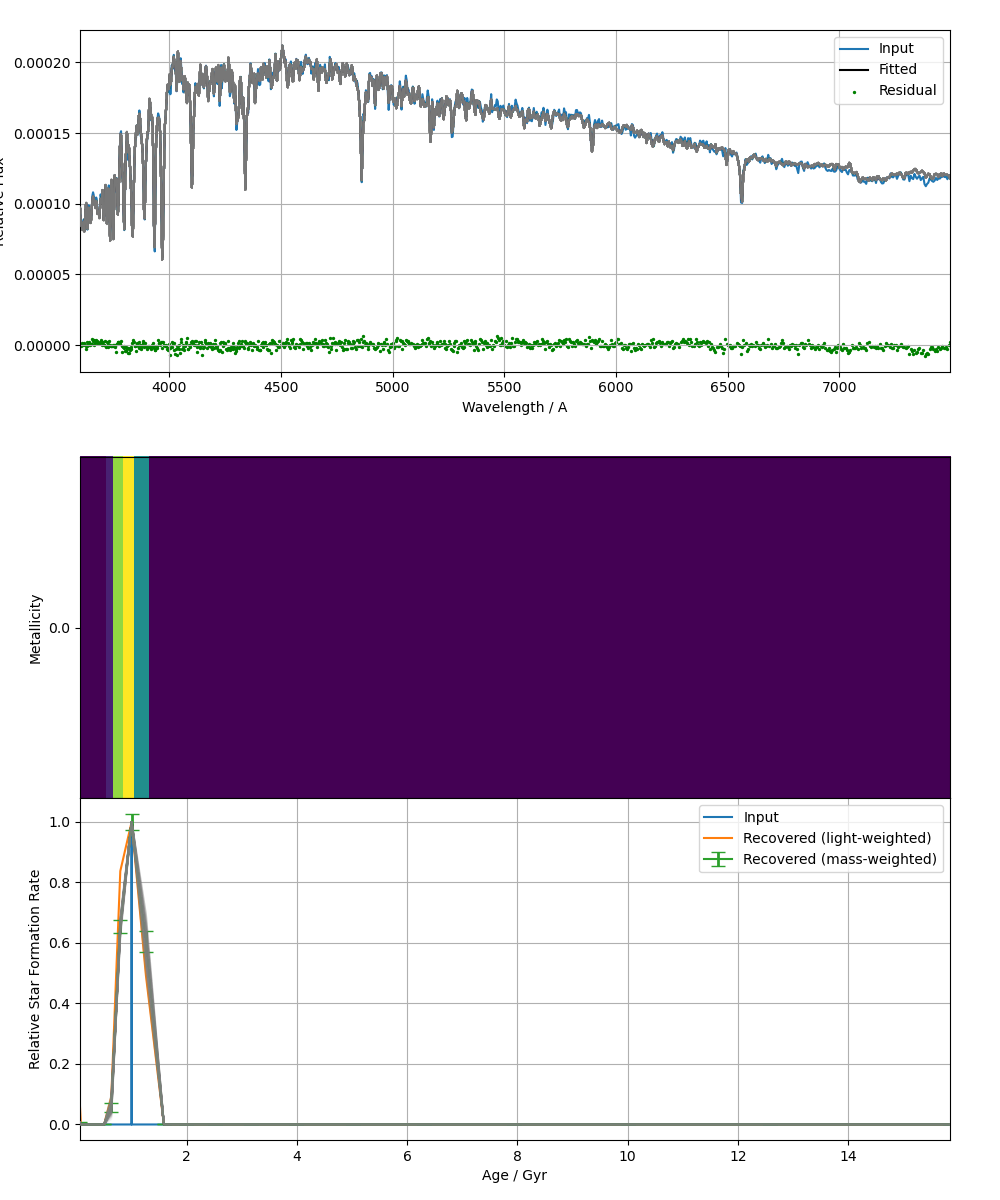 0.00020
0.00015
0.00010
0.00005
0.00000
Input
Fitted
Residual
4000 4500 5000 5500 6000 6500 7000
Wavelength / A
Metallicity
0.0
Relative Star Formation Rate
1.0
0.8
0.6
0.4
0.2
0.0
Input
Recovered (light-weighted)
Recovered (mass-weighted)
2 4 6 8 10 12 14
Age / Gyr